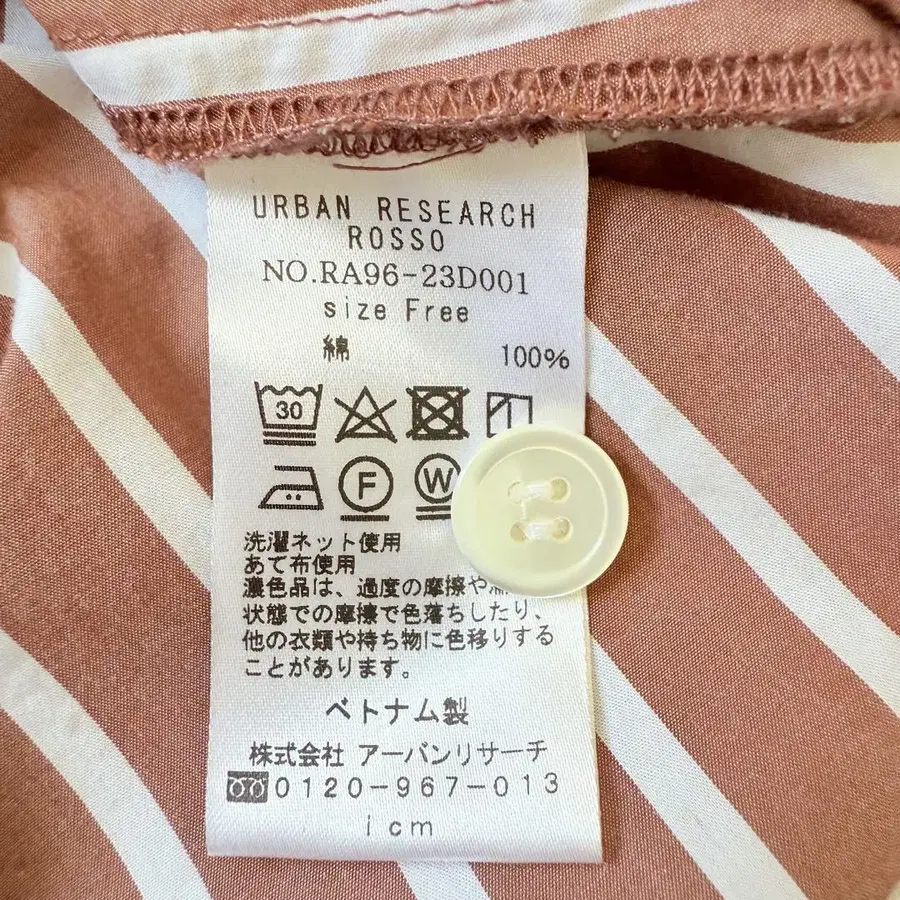 URBAN RESEARCH
ROSSO
NO.RA96-23D001
size Free
綿 100%
30
F W
洗濯ネット使用
あて布使用
濃色品は、過度の摩擦や
状態での摩擦で色落ちしたり、
他の衣類や持ち物に色移りする
ことがあります。
ベトナム製
株式会社 アーバンリサーチ
0120-967-013
icm